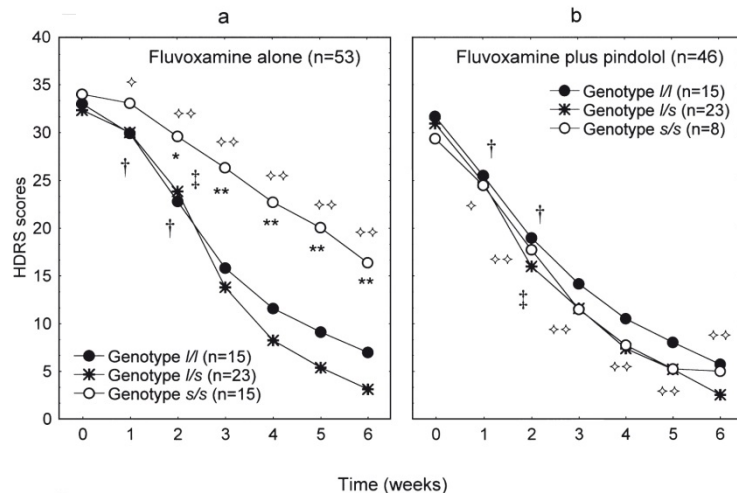 a
b
HDRS scores
40
35
30
25
20
15
10
5
0
Fluvoxamine alone (n=53)
✧
✧✧
✧✧
✧✧
✧✧
✧✧
*
**
**
**
**
†
†
‡
Genotype l/l (n=15)
Genotype l/s (n=23)
Genotype s/s (n=15)
0 1 2 3 4 5 6
Fluvoxamine plus pindolol (n=46)
Genotype l/l (n=15)
Genotype l/s (n=23)
Genotype s/s (n=8)
†
†
✧
✧✧
‡
✧✧
✧✧
✧✧
✧✧
0 1 2 3 4 5 6
Time (weeks)